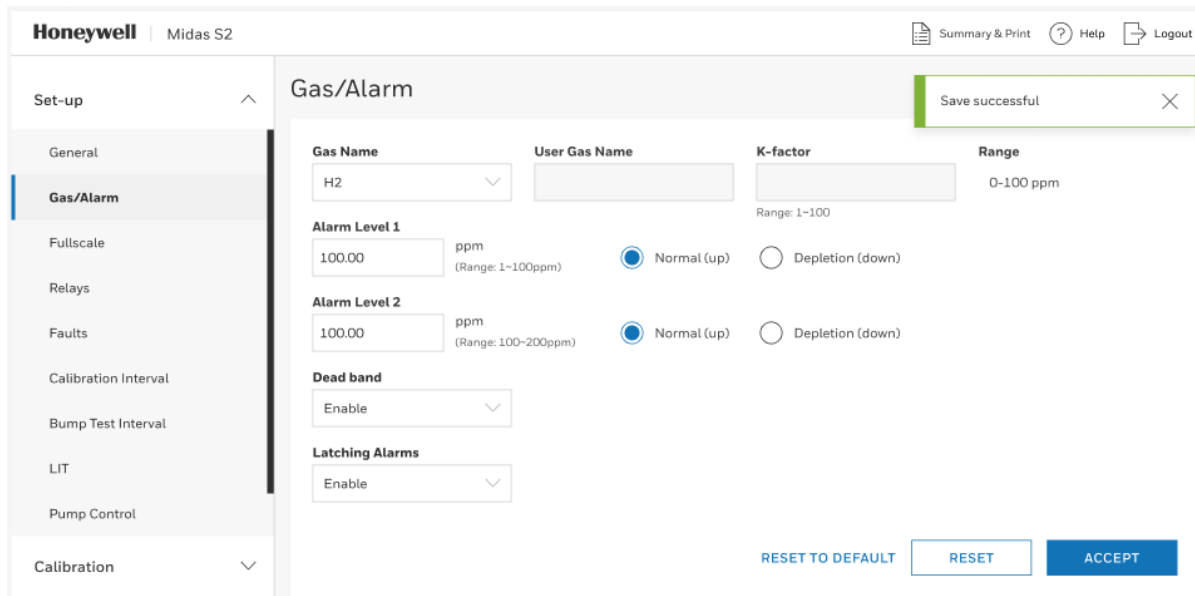 Honeywell Midas S2 Summary & Print ? Help Logout
Set-up
General
Gas/Alarm
Fullscale
Relays
Faults
Calibration Interval
Bump Test Interval
LIT
Pump Control
Calibration
Gas/Alarm
Save successful
Gas Name User Gas Name K-factor Range
H2 0-100 ppm
Range: 1~100
Alarm Level 1
100.00 ppm Normal (up) Depletion (down)
(Range: 1~100ppm)
Alarm Level 2
100.00 ppm Normal (up) Depletion (down)
(Range: 100~200ppm)
Dead band
Enable
Latching Alarms
Enable
RESET TO DEFAULT RESET ACCEPT